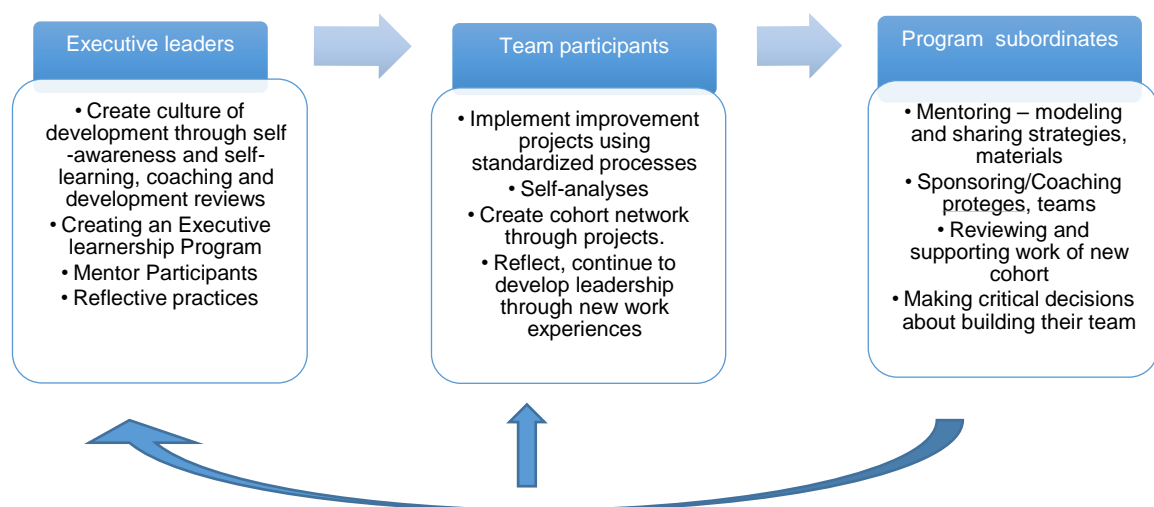 Executive leaders
• Create culture of
development through self
-awareness and self-
learning, coaching and
development reviews
• Creating an Executive
learnership Program
• Mentor Participants
• Reflective practices
Team participants
• Implement improvement
projects using
standardized processes
• Self-analyses
• Create cohort network
through projects.
• Reflect, continue to
develop leadership
through new work
experiences
Program subordinates
• Mentoring – modeling
and sharing strategies,
materials
• Sponsoring/Coaching
proteges, teams
• Reviewing and
supporting work of new
cohort
• Making critical decisions
about building their team